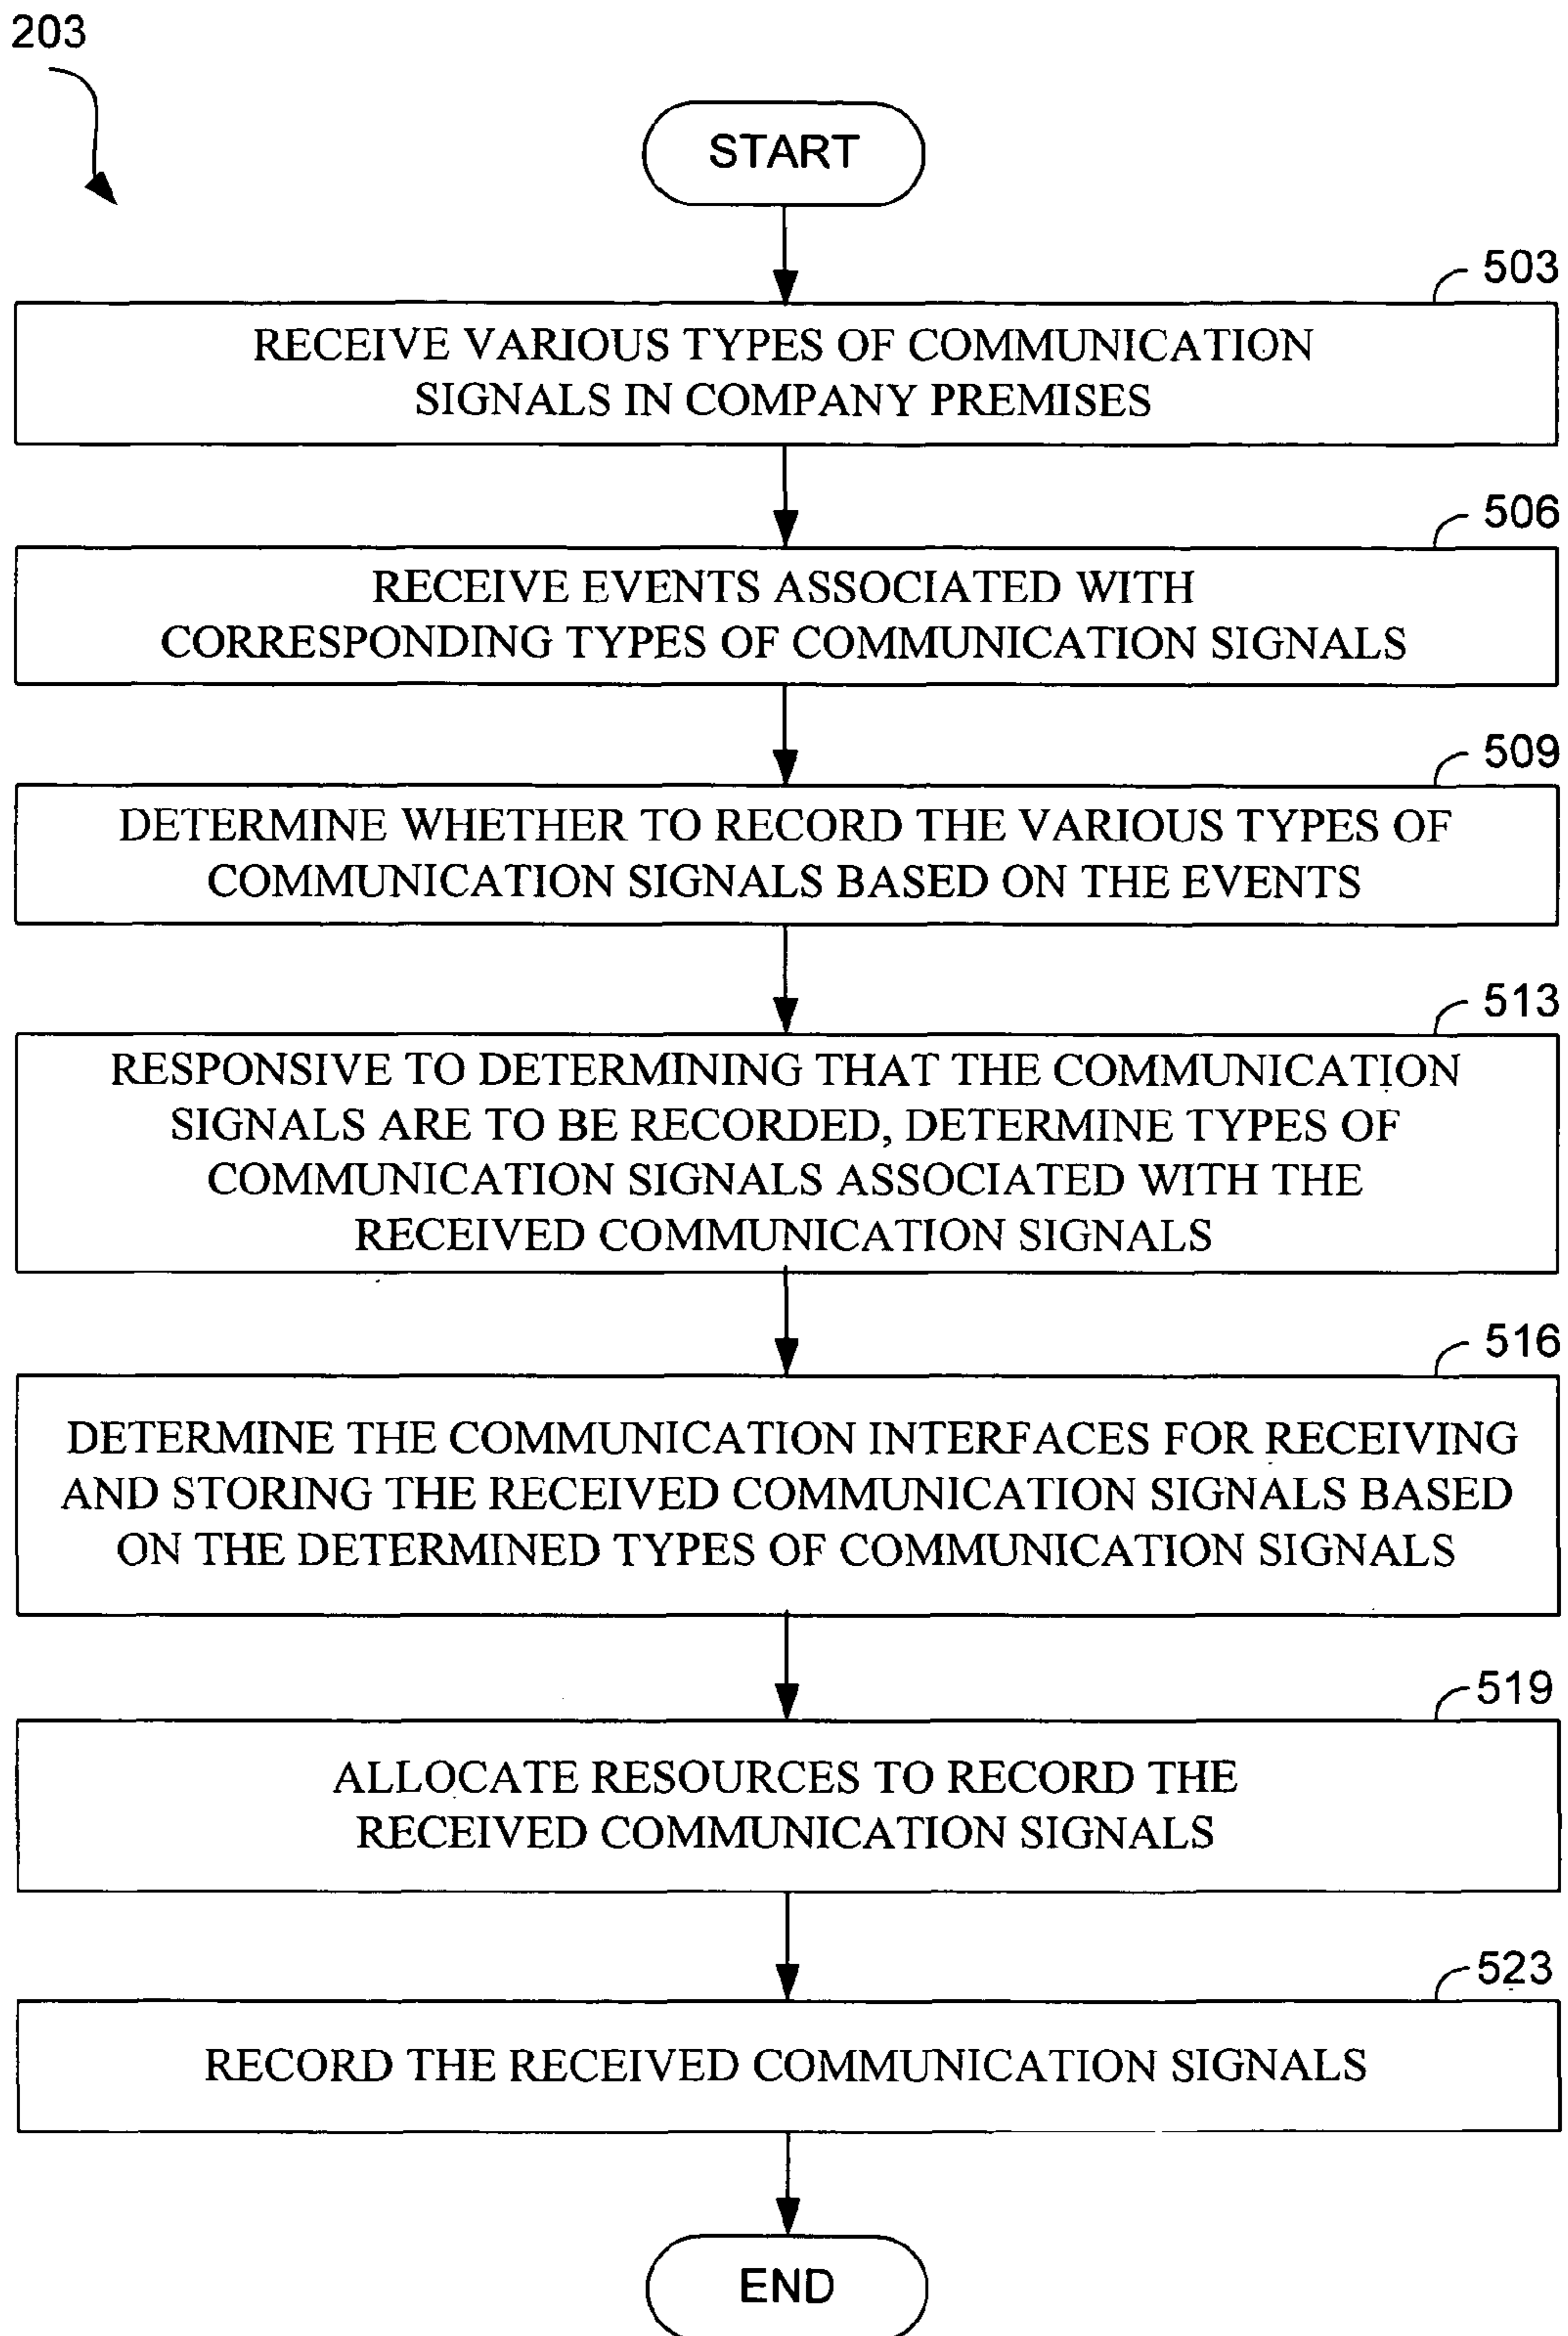 203
START
503
RECEIVE VARIOUS TYPES OF COMMUNICATION
SIGNALS IN COMPANY PREMISES
506
RECEIVE EVENTS ASSOCIATED WITH
CORRESPONDING TYPES OF COMMUNICATION SIGNALS
509
DETERMINE WHETHER TO RECORD THE VARIOUS TYPES OF
COMMUNICATION SIGNALS BASED ON THE EVENTS
513
RESPONSIVE TO DETERMINING THAT THE COMMUNICATION
SIGNALS ARE TO BE RECORDED, DETERMINE TYPES OF
COMMUNICATION SIGNALS ASSOCIATED WITH THE
RECEIVED COMMUNICATION SIGNALS
516
DETERMINE THE COMMUNICATION INTERFACES FOR RECEIVING
AND STORING THE RECEIVED COMMUNICATION SIGNALS BASED
ON THE DETERMINED TYPES OF COMMUNICATION SIGNALS
519
ALLOCATE RESOURCES TO RECORD THE
RECEIVED COMMUNICATION SIGNALS
523
RECORD THE RECEIVED COMMUNICATION SIGNALS
END